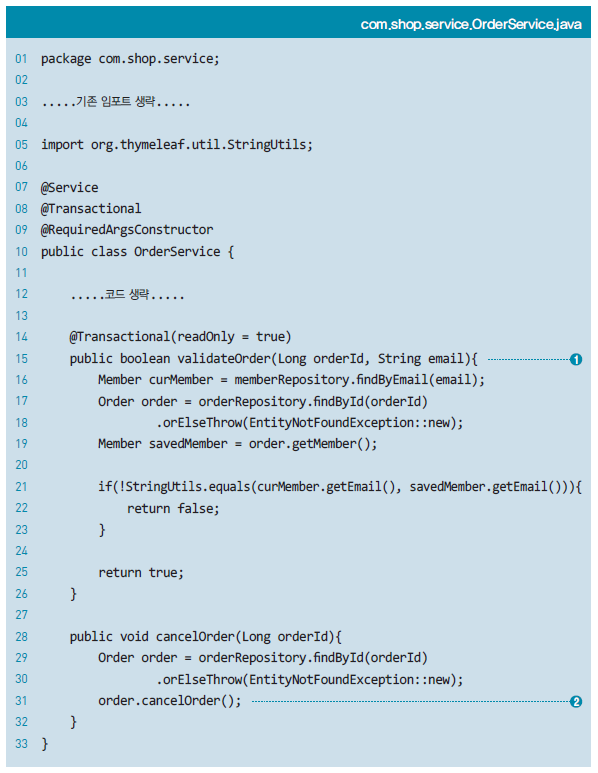 com.shop.service.OrderService.java
01 package com.shop.service;
02
03 .....기존 임포트 생략.....
04
05 import org.thymeleaf.util.StringUtils;
06
07 @Service
08 @Transactional
09 @RequiredArgsConstructor
10 public class OrderService {
11
12     .....코드 생략.....
13
14     @Transactional(readOnly = true)
15     public boolean validateOrder(Long orderId, String email){ ❶
16         Member curMember = memberRepository.findByEmail(email);
17         Order order = orderRepository.findById(orderId)
18                 .orElseThrow(EntityNotFoundException::new);
19         Member savedMember = order.getMember();
20
21         if(!StringUtils.equals(curMember.getEmail(), savedMember.getEmail())){
22             return false;
23         }
24
25         return true;
26     }
27
28     public void cancelOrder(Long orderId){
29         Order order = orderRepository.findById(orderId)
30                 .orElseThrow(EntityNotFoundException::new);
31         order.cancelOrder(); ❷
32     }
33 }